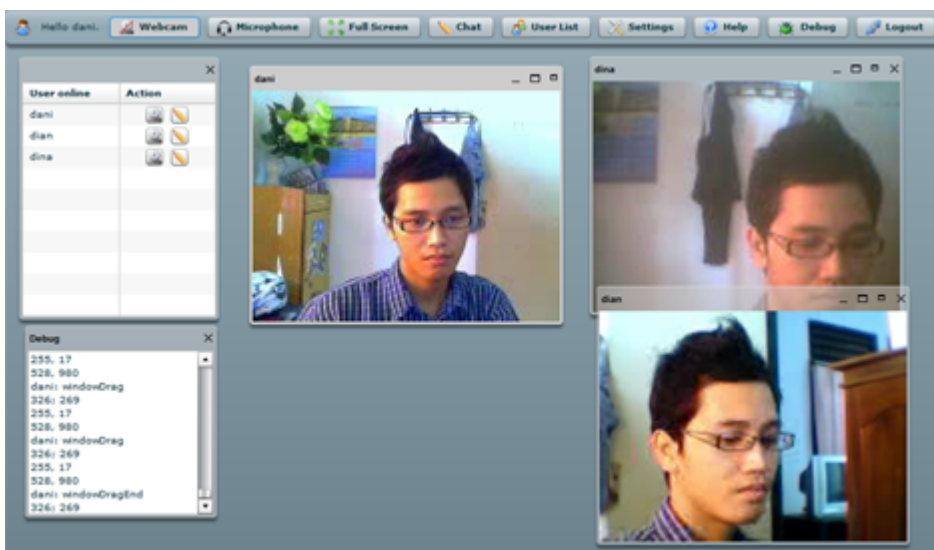 Hello dani. Webcam Microphone Full Screen Chat User List Settings Help Debug Logout
User online Action
dani
dian
dina
dani
dina
dian
Debug
255, 17
528, 980
dani: windowDrag
326: 269
255, 17
528, 980
dani: windowDrag
326: 269
255, 17
528, 980
dani: windowDragEnd
326: 269